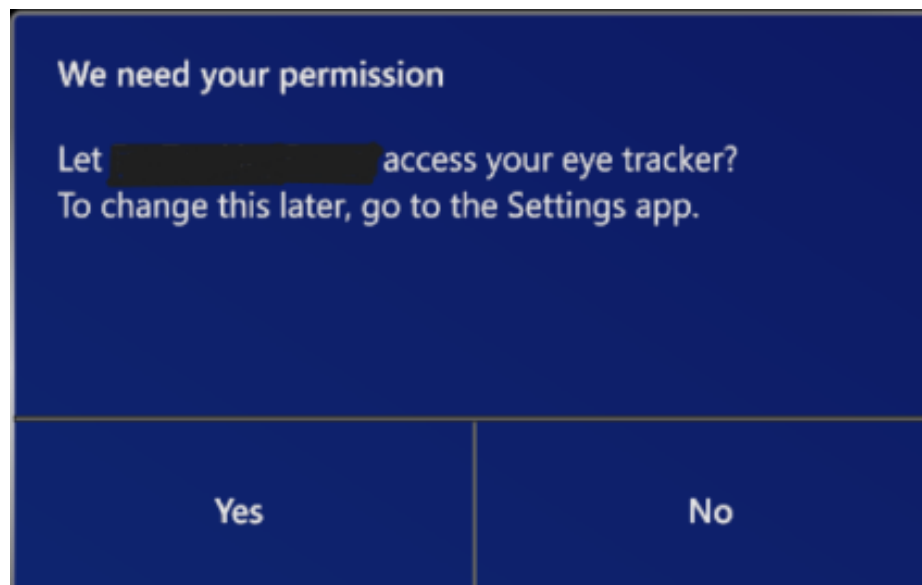 We need your permission
Let access your eye tracker?
To change this later, go to the Settings app.
Yes
No